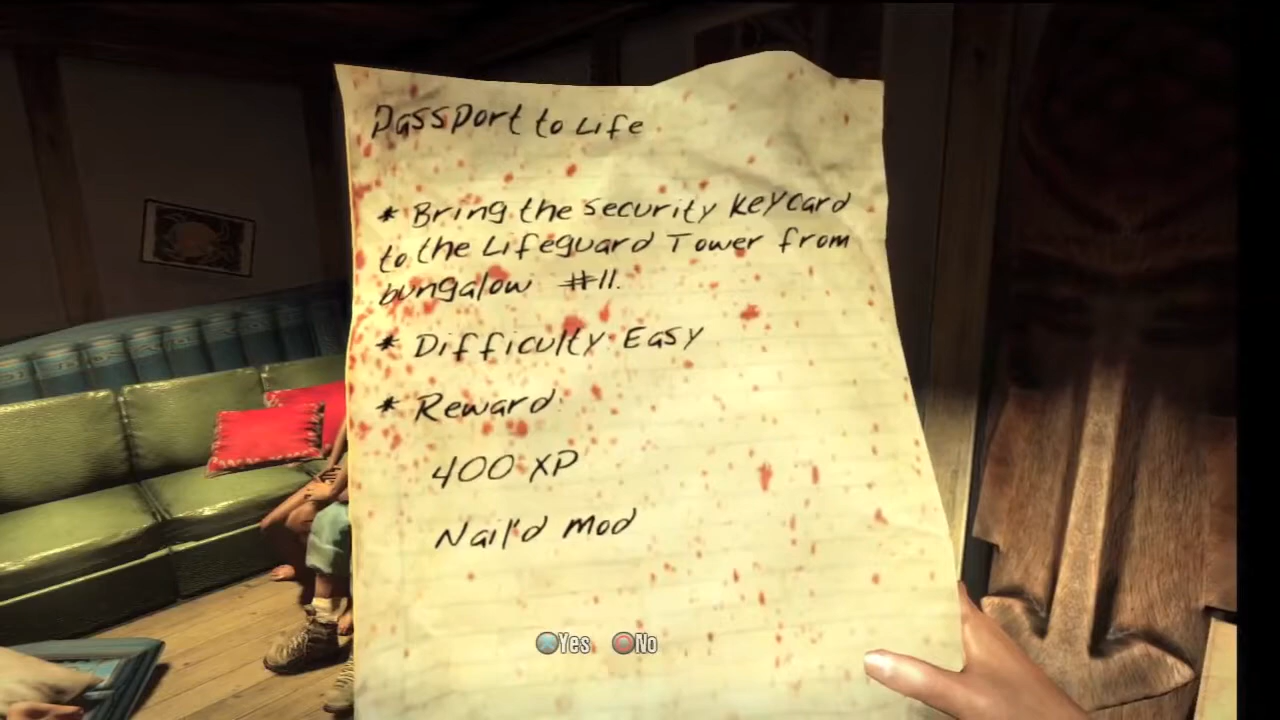 Passport to Life
* Bring the security keycard
to the Lifeguard Tower from
bungalow #11.
* Difficulty Easy
* Reward
400 XP
Nail'd Mod
Yes No